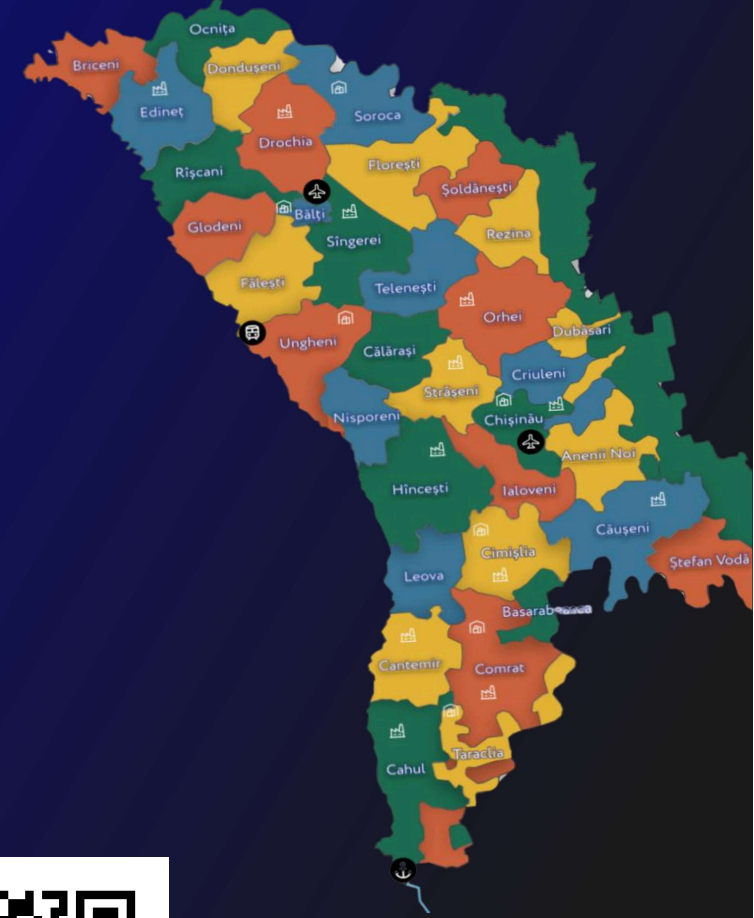 Ocnița
Briceni
Dondușeni
Edineț
Soroca
Drochia
Florești
Rîșcani
Șoldănești
Bălți
Glodeni
Rezina
Sîngerei
Fălești
Telenești
Orhei
Dubăsari
Ungheni
Călărași
Criuleni
Strășeni
Nisporeni
Chișinău
Anenii Noi
Hîncești
Ialoveni
Căușeni
Cimișlia
Ștefan Vodă
Leova
Cantemir
Comrat
Taraclia
Cahul